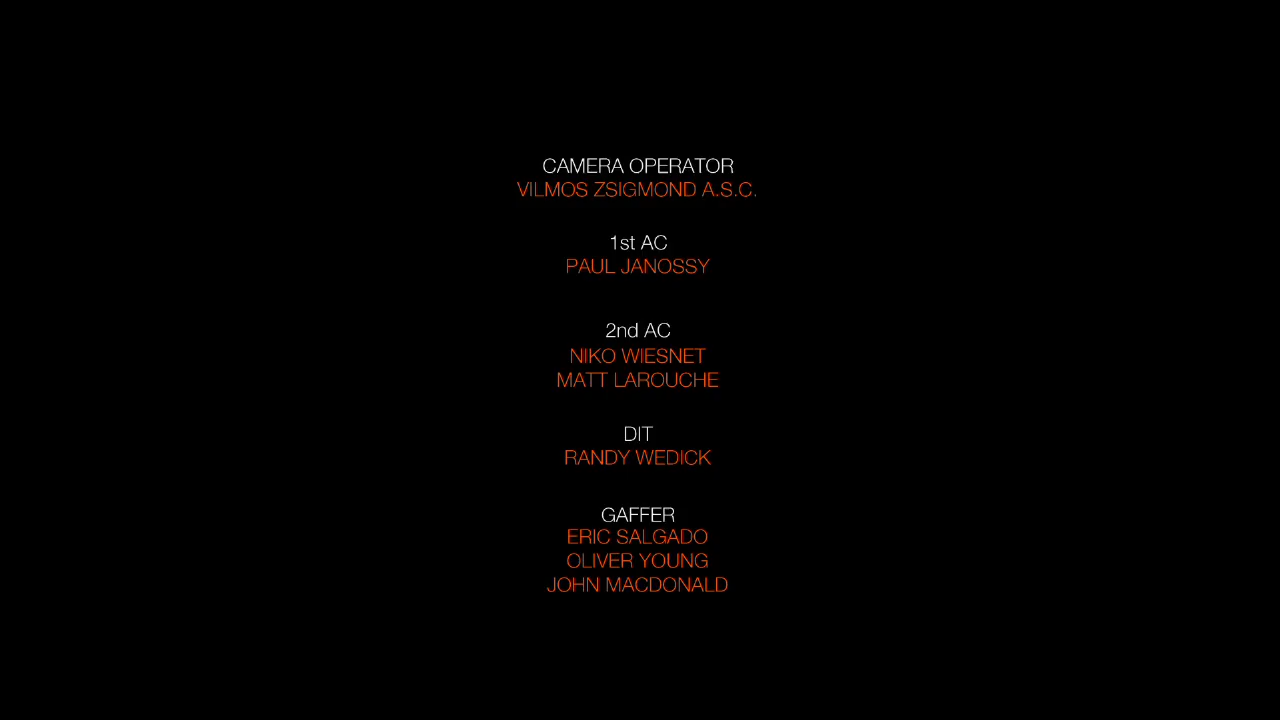 CAMERA OPERATOR
VILMOS ZSIGMOND A.S.C.
1st AC
PAUL JANOSSY
2nd AC
NIKO WIESNET
MATT LAROUCHE
DIT
RANDY WEDICK
GAFFER
ERIC SALGADO
OLIVER YOUNG
JOHN MACDONALD